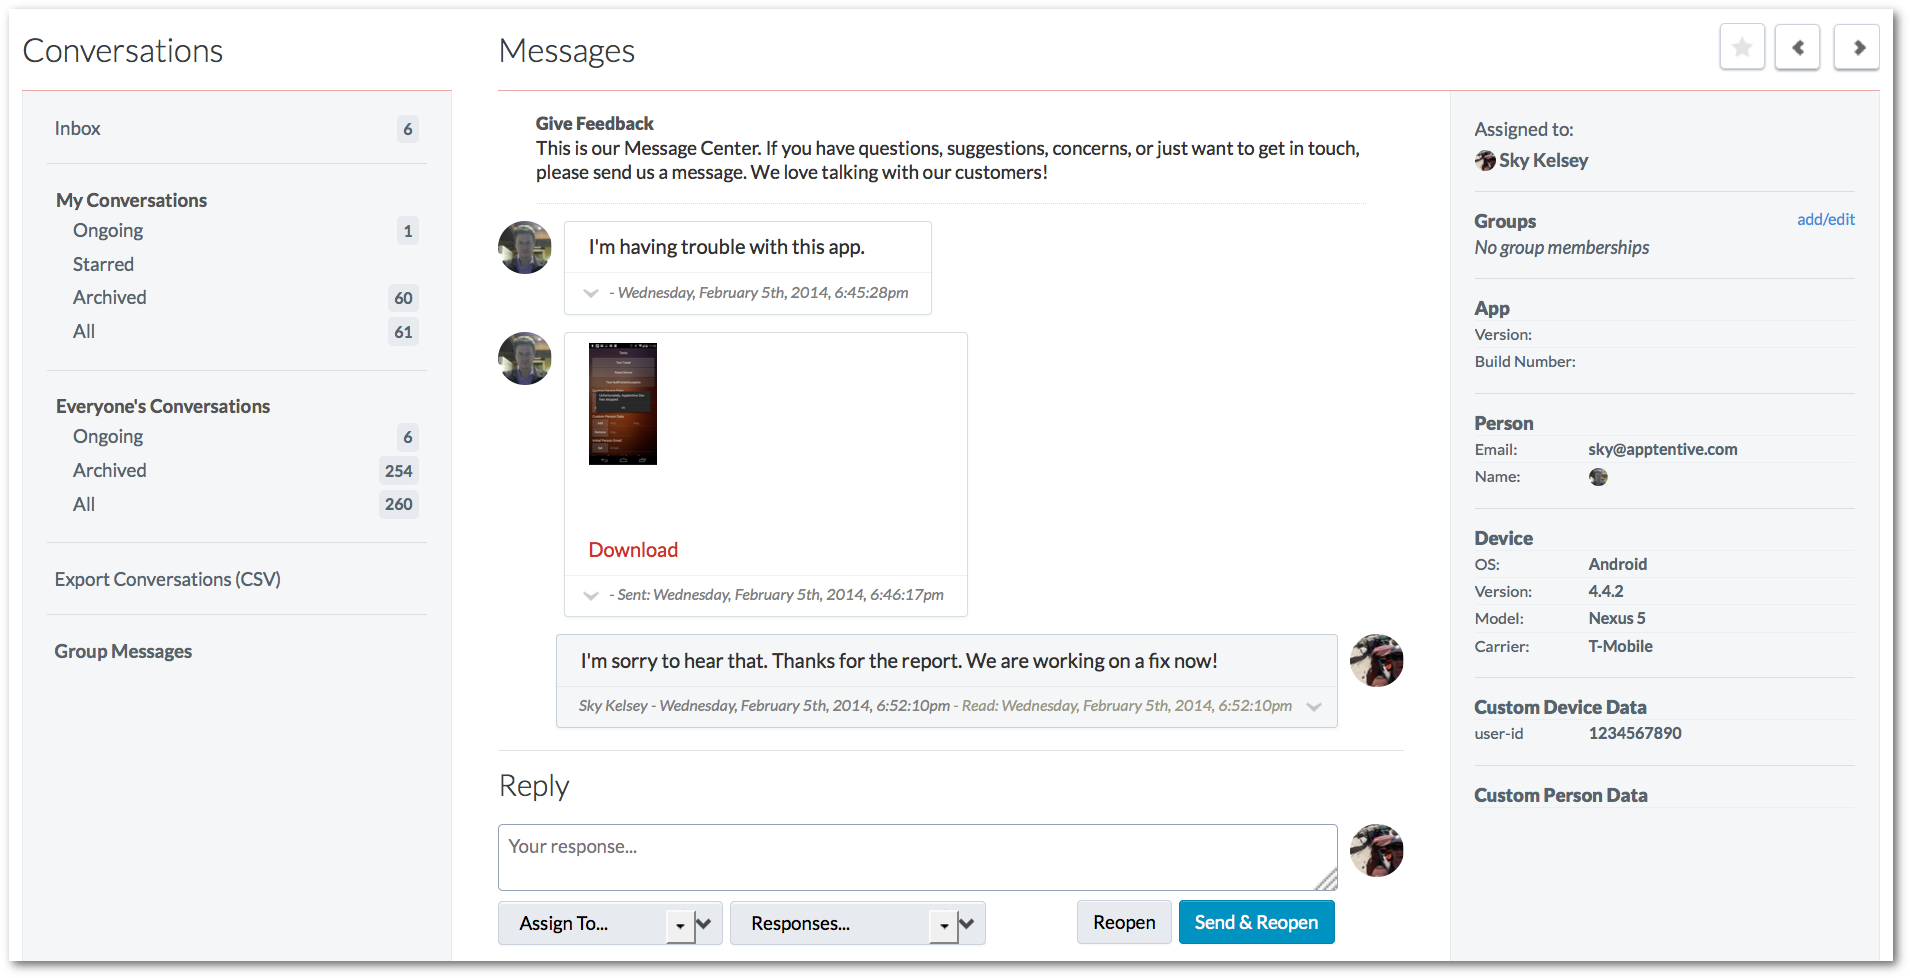 Conversations
Inbox 6
My Conversations
Ongoing 1
Starred
Archived 60
All 61
Everyone's Conversations
Ongoing 6
Archived 254
All 260
Export Conversations (CSV)
Group Messages
Messages
Give Feedback
This is our Message Center. If you have questions, suggestions, concerns, or just want to get in touch,
please send us a message. We love talking with our customers!
I'm having trouble with this app.
- Wednesday, February 5th, 2014, 6:45:28pm
Download
- Sent: Wednesday, February 5th, 2014, 6:46:17pm
I'm sorry to hear that. Thanks for the report. We are working on a fix now!
Sky Kelsey - Wednesday, February 5th, 2014, 6:52:10pm - Read: Wednesday, February 5th, 2014, 6:52:10pm
Reply
Your response...
Assign To... Responses... Reopen Send & Reopen
Assigned to:
Sky Kelsey
Groups add/edit
No group memberships
App
Version:
Build Number:
Person
Email: sky@apptentive.com
Name:
Device
OS: Android
Version: 4.4.2
Model: Nexus 5
Carrier: T-Mobile
Custom Device Data
user-id 1234567890
Custom Person Data